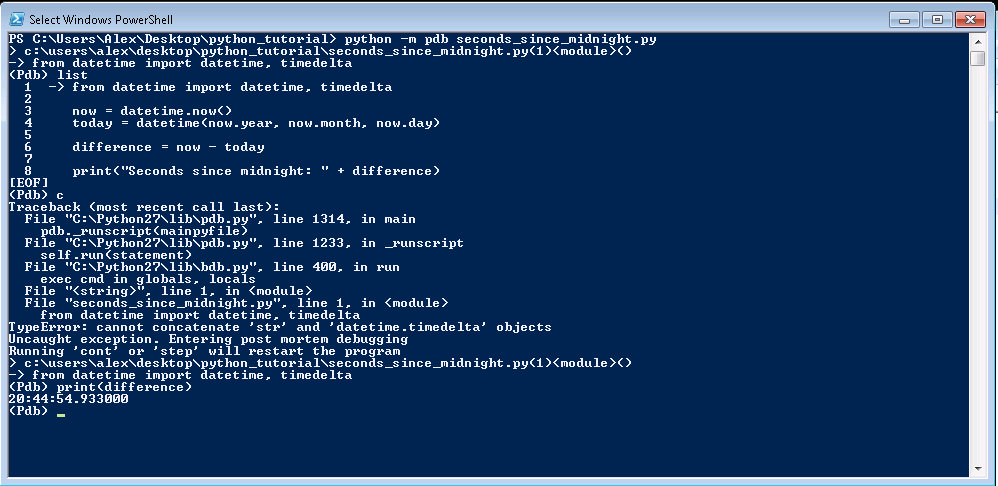 Select Windows PowerShell
PS C:\Users\Alex\Desktop\python_tutorial> python -m pdb seconds_since_midnight.py
> c:\users\alex\desktop\python_tutorial\seconds_since_midnight.py(1)<module>()
-> from datetime import datetime, timedelta
(Pdb) list
  1  -> from datetime import datetime, timedelta
  2
  3     now = datetime.now()
  4     today = datetime(now.year, now.month, now.day)
  5
  6     difference = now - today
  7
  8     print("Seconds since midnight: " + difference)
[EOF]
(Pdb) c
Traceback (most recent call last):
  File "C:\Python27\lib\pdb.py", line 1314, in main
    pdb._runscript(mainpyfile)
  File "C:\Python27\lib\pdb.py", line 1233, in _runscript
    self.run(statement)
  File "C:\Python27\lib\bdb.py", line 400, in run
    exec cmd in globals, locals
  File "<string>", line 1, in <module>
  File "seconds_since_midnight.py", line 1, in <module>
    from datetime import datetime, timedelta
TypeError: cannot concatenate 'str' and 'datetime.timedelta' objects
Uncaught exception. Entering post mortem debugging
Running 'cont' or 'step' will restart the program
> c:\users\alex\desktop\python_tutorial\seconds_since_midnight.py(1)<module>()
-> from datetime import datetime, timedelta
(Pdb) print(difference)
20:44:54.933000
(Pdb) _